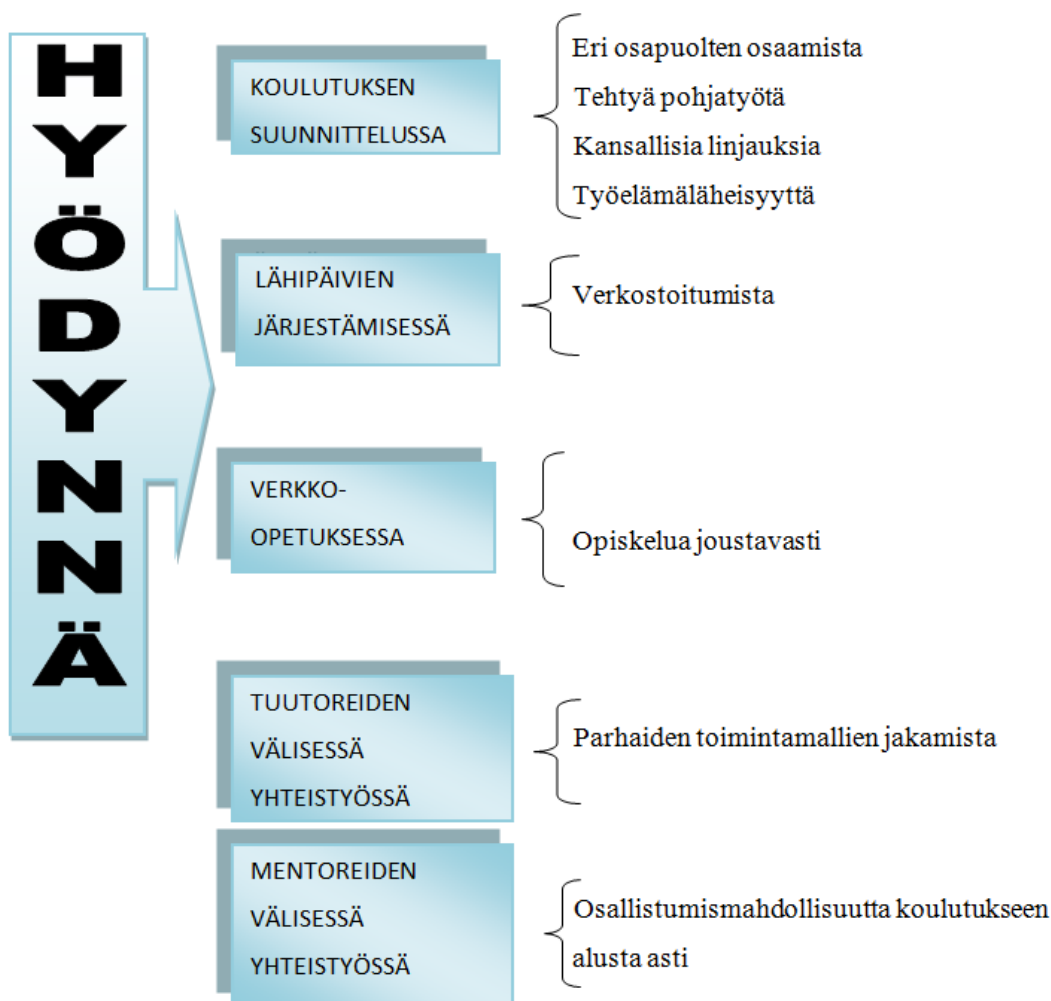 HYÖDYNNÄ
KOULUTUKSEN
SUUNNITTELUSSA
Eri osapuolten osaamista
Tehtyä pohjatyötä
Kansallisia linjauksia
Työelämäläheisyyttä
LÄHIPÄIVIEN
JÄRJESTÄMISESSÄ
Verkostoitumista
VERKKO-
OPETUKSESSA
Opiskelua joustavasti
TUUTOREIDEN
VÄLISESSÄ
YHTEISTYÖSSÄ
Parhaiden toimintamallien jakamista
MENTOREIDEN
VÄLISESSÄ
YHTEISTYÖSSÄ
Osallistumismahdollisuutta koulutukseen
alusta asti